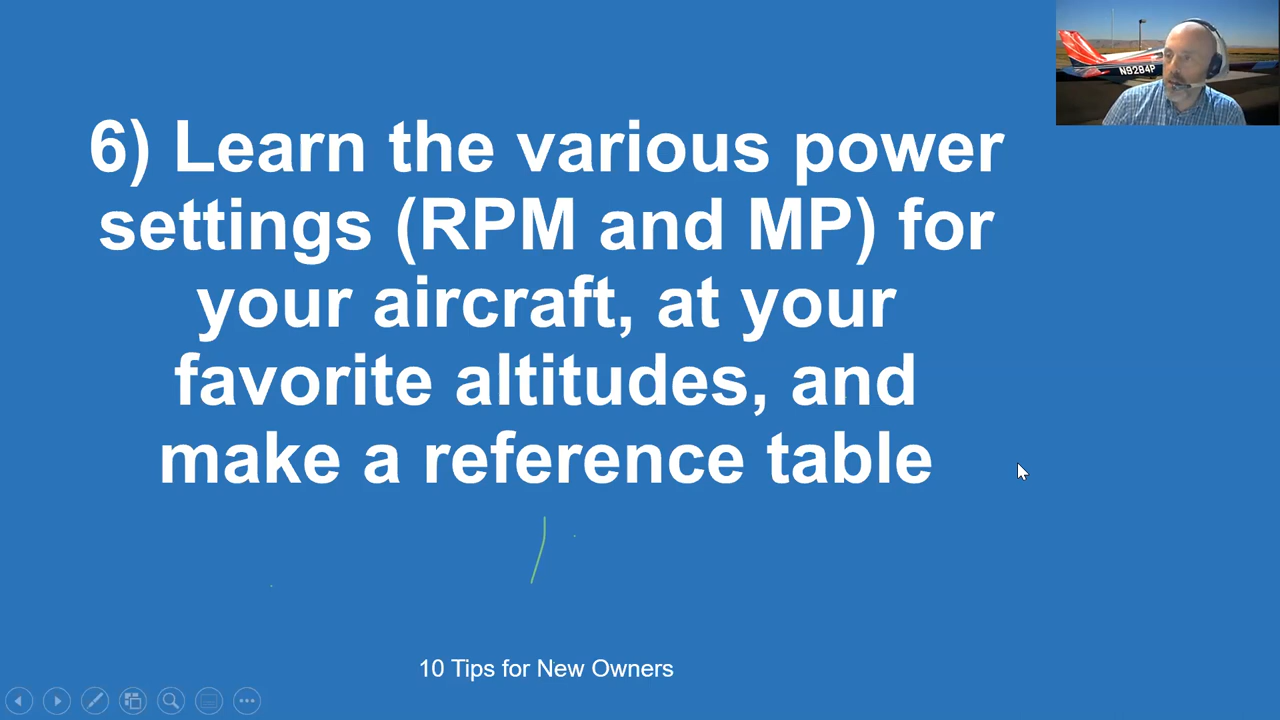 N9284P
6) Learn the various power
settings (RPM and MP) for
your aircraft, at your
favorite altitudes, and
make a reference table
10 Tips for New Owners